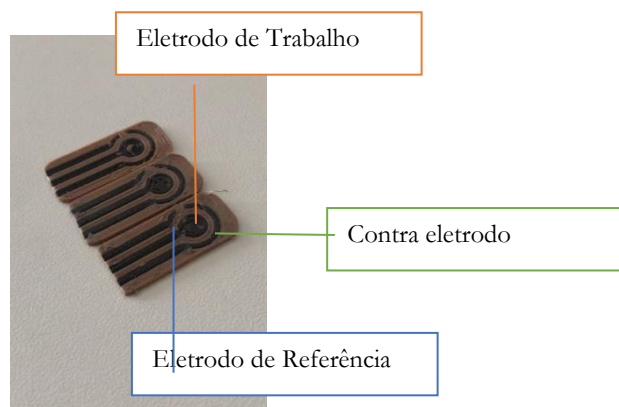 Eletrodo de Trabalho
Contra eletrodo
Eletrodo de Referência